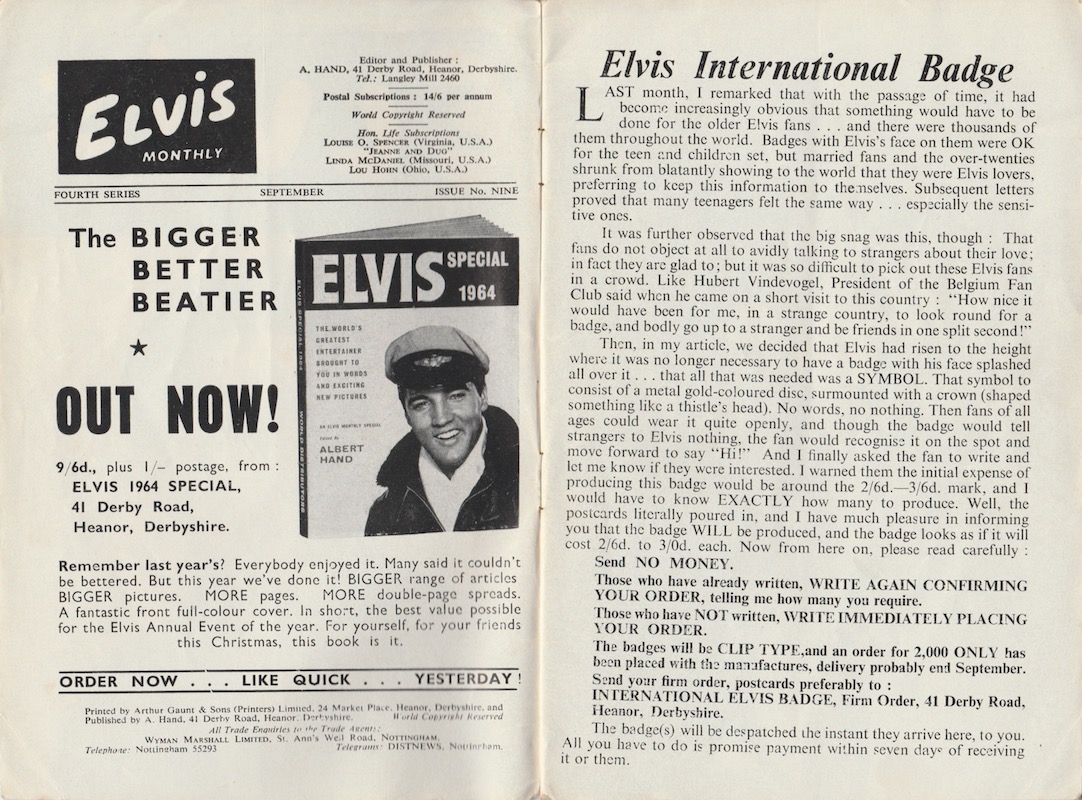 ELVIS
MONTHLY
Editor and Publisher :
A. HAND, 41 Derby Road, Heanor, Derbyshire.
Tel.: Langley Mill 2460
Postal Subscriptions : 14/6 per annum
World Copyright Reserved
Hon. Life Subscriptions
LOUISE O. SPENCER (Virginia, U.S.A.)
"JEANNE AND DUG"
LINDA MCDANIEL (Missouri, U.S.A.)
LOU HOHN (Ohio, U.S.A.)
FOURTH SERIES SEPTEMBER ISSUE No. NINE
The BIGGER
BETTER
BEATIER
★
OUT NOW!
9/6d., plus 1/– postage, from :
ELVIS 1964 SPECIAL,
41 Derby Road,
Heanor, Derbyshire.
ELVIS SPECIAL 1964
WORLD DISTRIBUTORS
ELVIS SPECIAL
1964
THE WORLD'S
GREATEST
ENTERTAINER
BROUGHT TO
YOU IN WORDS
AND EXCITING
NEW PICTURES
AN ELVIS MONTHLY SPECIAL
Edited By
ALBERT
HAND
Remember last year's? Everybody enjoyed it. Many said it couldn't
be bettered. But this year we've done it! BIGGER range of articles
BIGGER pictures. MORE pages. MORE double-page spreads.
A fantastic front full-colour cover. In short, the best value possible
for the Elvis Annual Event of the year. For yourself, for your friends
this Christmas, this book is it.
ORDER NOW . . . LIKE QUICK . . . YESTERDAY!
Printed by Arthur Gaunt & Sons (Printers) Limited, 24 Market Place, Heanor, Derbyshire, and
Published by A. Hand, 41 Derby Road, Heanor, Derbyshire. World Copyright Reserved
All Trade Enquiries to the Trade Agents:
WYMAN MARSHALL LIMITED, St. Ann's Well Road, NOTTINGHAM.
Telephone: Nottingham 55293 Telegrams: DISTNEWS, Nottingham.
Elvis International Badge
LAST month, I remarked that with the passage of time, it had
become increasingly obvious that something would have to be
done for the older Elvis fans . . . and there were thousands of
them throughout the world. Badges with Elvis's face on them were OK
for the teen and children set, but married fans and the over-twenties
shrunk from blatantly showing to the world that they were Elvis lovers,
preferring to keep this information to themselves. Subsequent letters
proved that many teenagers felt the same way . . . especially the sensi-
tive ones.
It was further observed that the big snag was this, though : That
fans do not object at all to avidly talking to strangers about their love;
in fact they are glad to; but it was so difficult to pick out these Elvis fans
in a crowd. Like Hubert Vindevogel, President of the Belgium Fan
Club said when he came on a short visit to this country : "How nice it
would have been for me, in a strange country, to look round for a
badge, and bodly go up to a stranger and be friends in one split second!"
Then, in my article, we decided that Elvis had risen to the height
where it was no longer necessary to have a badge with his face splashed
all over it . . . that all that was needed was a SYMBOL. That symbol to
consist of a metal gold-coloured disc, surmounted with a crown (shaped
something like a thistle's head). No words, no nothing. Then fans of all
ages could wear it quite openly, and though the badge would tell
strangers to Elvis nothing, the fan would recognise it on the spot and
move forward to say "Hi!" And I finally asked the fan to write and
let me know if they were interested. I warned them the initial expense of
producing this badge would be around the 2/6d.—3/6d. mark, and I
would have to know EXACTLY how many to produce. Well, the
postcards literally poured in, and I have much pleasure in informing
you that the badge WILL be produced, and the badge looks as if it will
cost 2/6d. to 3/0d. each. Now from here on, please read carefully :
Send NO MONEY.
Those who have already written, WRITE AGAIN CONFIRMING
YOUR ORDER, telling me how many you require.
Those who have NOT written, WRITE IMMEDIATELY PLACING
YOUR ORDER.
The badges will be CLIP TYPE,and an order for 2,000 ONLY has
been placed with the manufactures, delivery probably end September.
Send your firm order, postcards preferably to :
INTERNATIONAL ELVIS BADGE, Firm Order, 41 Derby Road,
Heanor, Derbyshire.
The badge(s) will be despatched the instant they arrive here, to you.
All you have to do is promise payment within seven days of receiving
it or them.